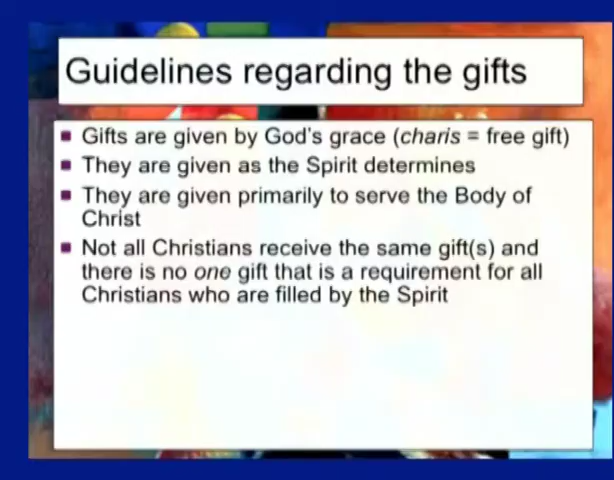 Guidelines regarding the gifts
Gifts are given by God's grace (charis = free gift)
They are given as the Spirit determines
They are given primarily to serve the Body of
Christ
Not all Christians receive the same gift(s) and
there is no one gift that is a requirement for all
Christians who are filled by the Spirit